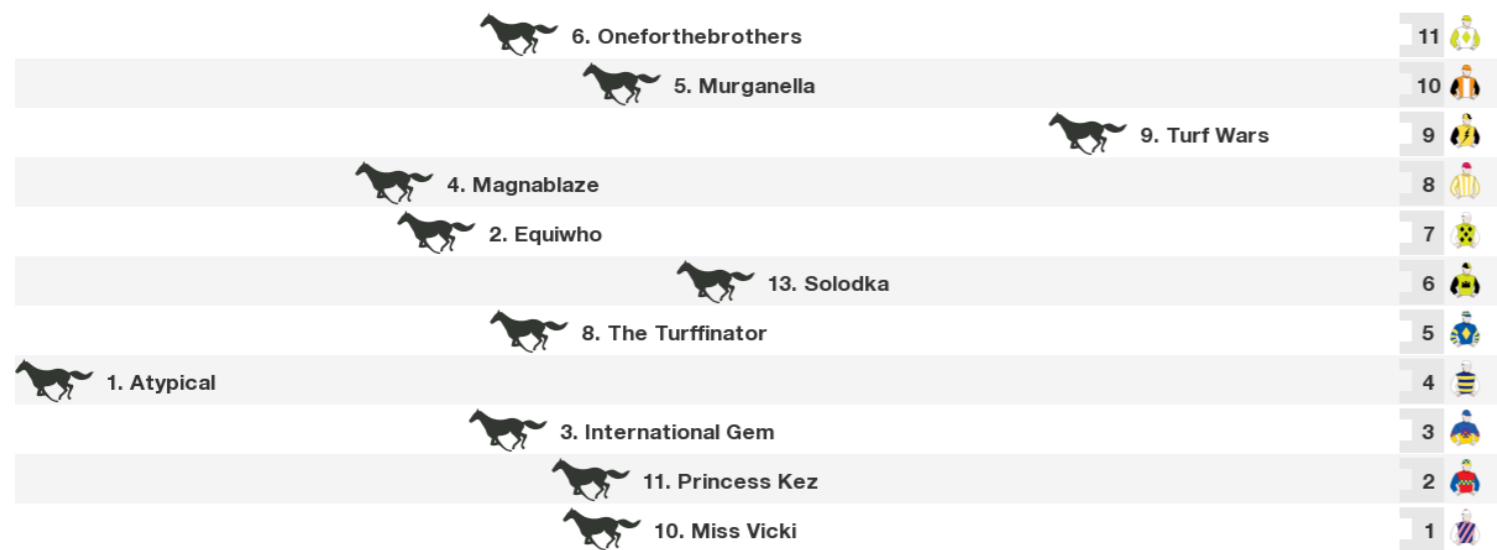 6. Oneforthebrothers 11
5. Murganella 10
9. Turf Wars 9
4. Magnablaze 8
2. Equiwho 7
13. Solodka 6
8. The Turffinator 5
1. Atypical 4
3. International Gem 3
11. Princess Kez 2
10. Miss Vicki 1